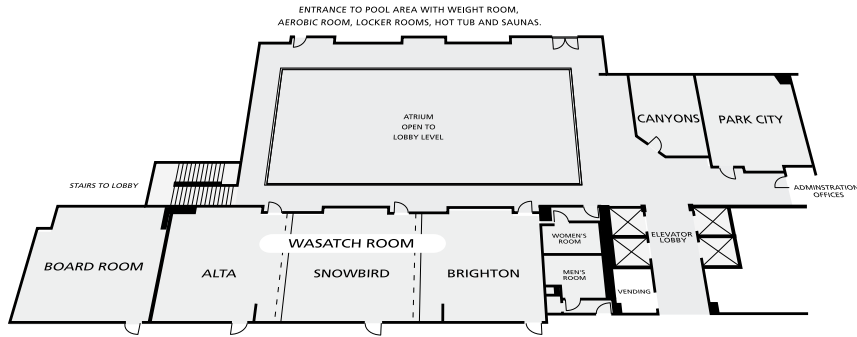 ENTRANCE TO POOL AREA WITH WEIGHT ROOM,
AEROBIC ROOM, LOCKER ROOMS, HOT TUB AND SAUNAS.
ATRIUM
OPEN TO
LOBBY LEVEL
CANYONS
PARK CITY
STAIRS TO LOBBY
ADMINSTRATION
OFFICES
WASATCH ROOM
WOMEN'S
ROOM
ELEVATOR
LOBBY
BOARD ROOM
ALTA
SNOWBIRD
BRIGHTON
MEN'S
ROOM
VENDING